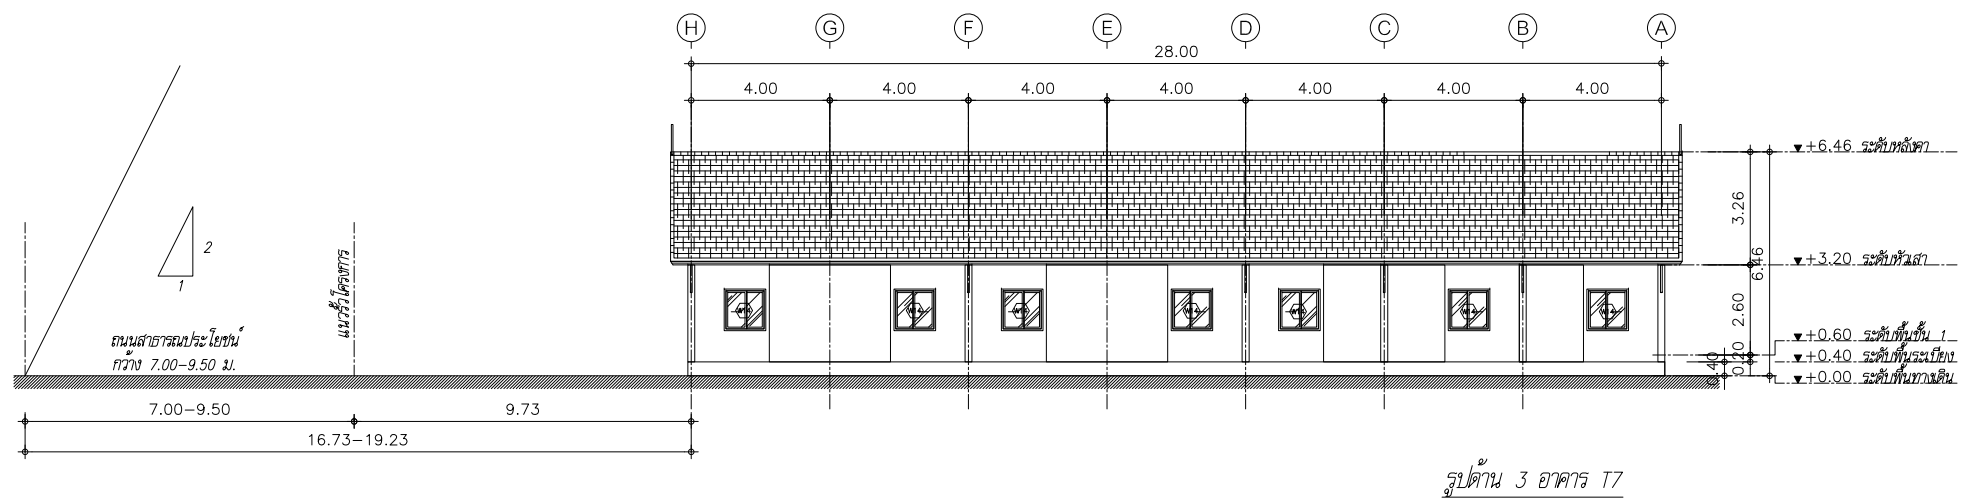 H G F E D C B A
28.00
4.00 4.00 4.00 4.00 4.00 4.00 4.00
+6.46 ระดับหลังคา
3.26
6.46
+3.20 ระดับหัวเสา
2.60
+0.60 ระดับพื้นชั้น 1
0.20
+0.40 ระดับพื้นระเบียง
0.40
+0.00 ระดับพื้นทางเดิน
2
1
แนวรั้วโครงการ
ถนนสาธารณประโยชน์
กว้าง 7.00-9.50 ม.
7.00-9.50 9.73
16.73-19.23
รูปด้าน 3 อาคาร T7